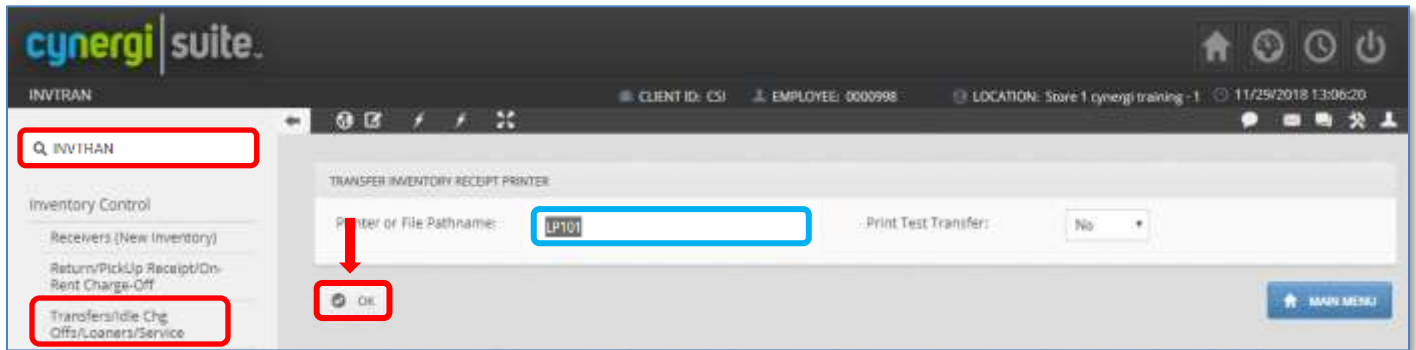 cynergi suite.
INVTRAN CLIENT ID: CSI EMPLOYEE: 0000998 LOCATION: Store 1 cynergi training - 1 11/29/2018 13:06:20
INVTRAN
TRANSFER INVENTORY RECEIPT PRINTER
Inventory Control
Printer or File Pathname: LP101 Print Test Transfer: No
Receivers (New Inventory)
Return/PickUp Receipt/On-
Rent Charge-Off
OK MAIN MENU
Transfers/Idle Chg
Offs/Loaners/Service